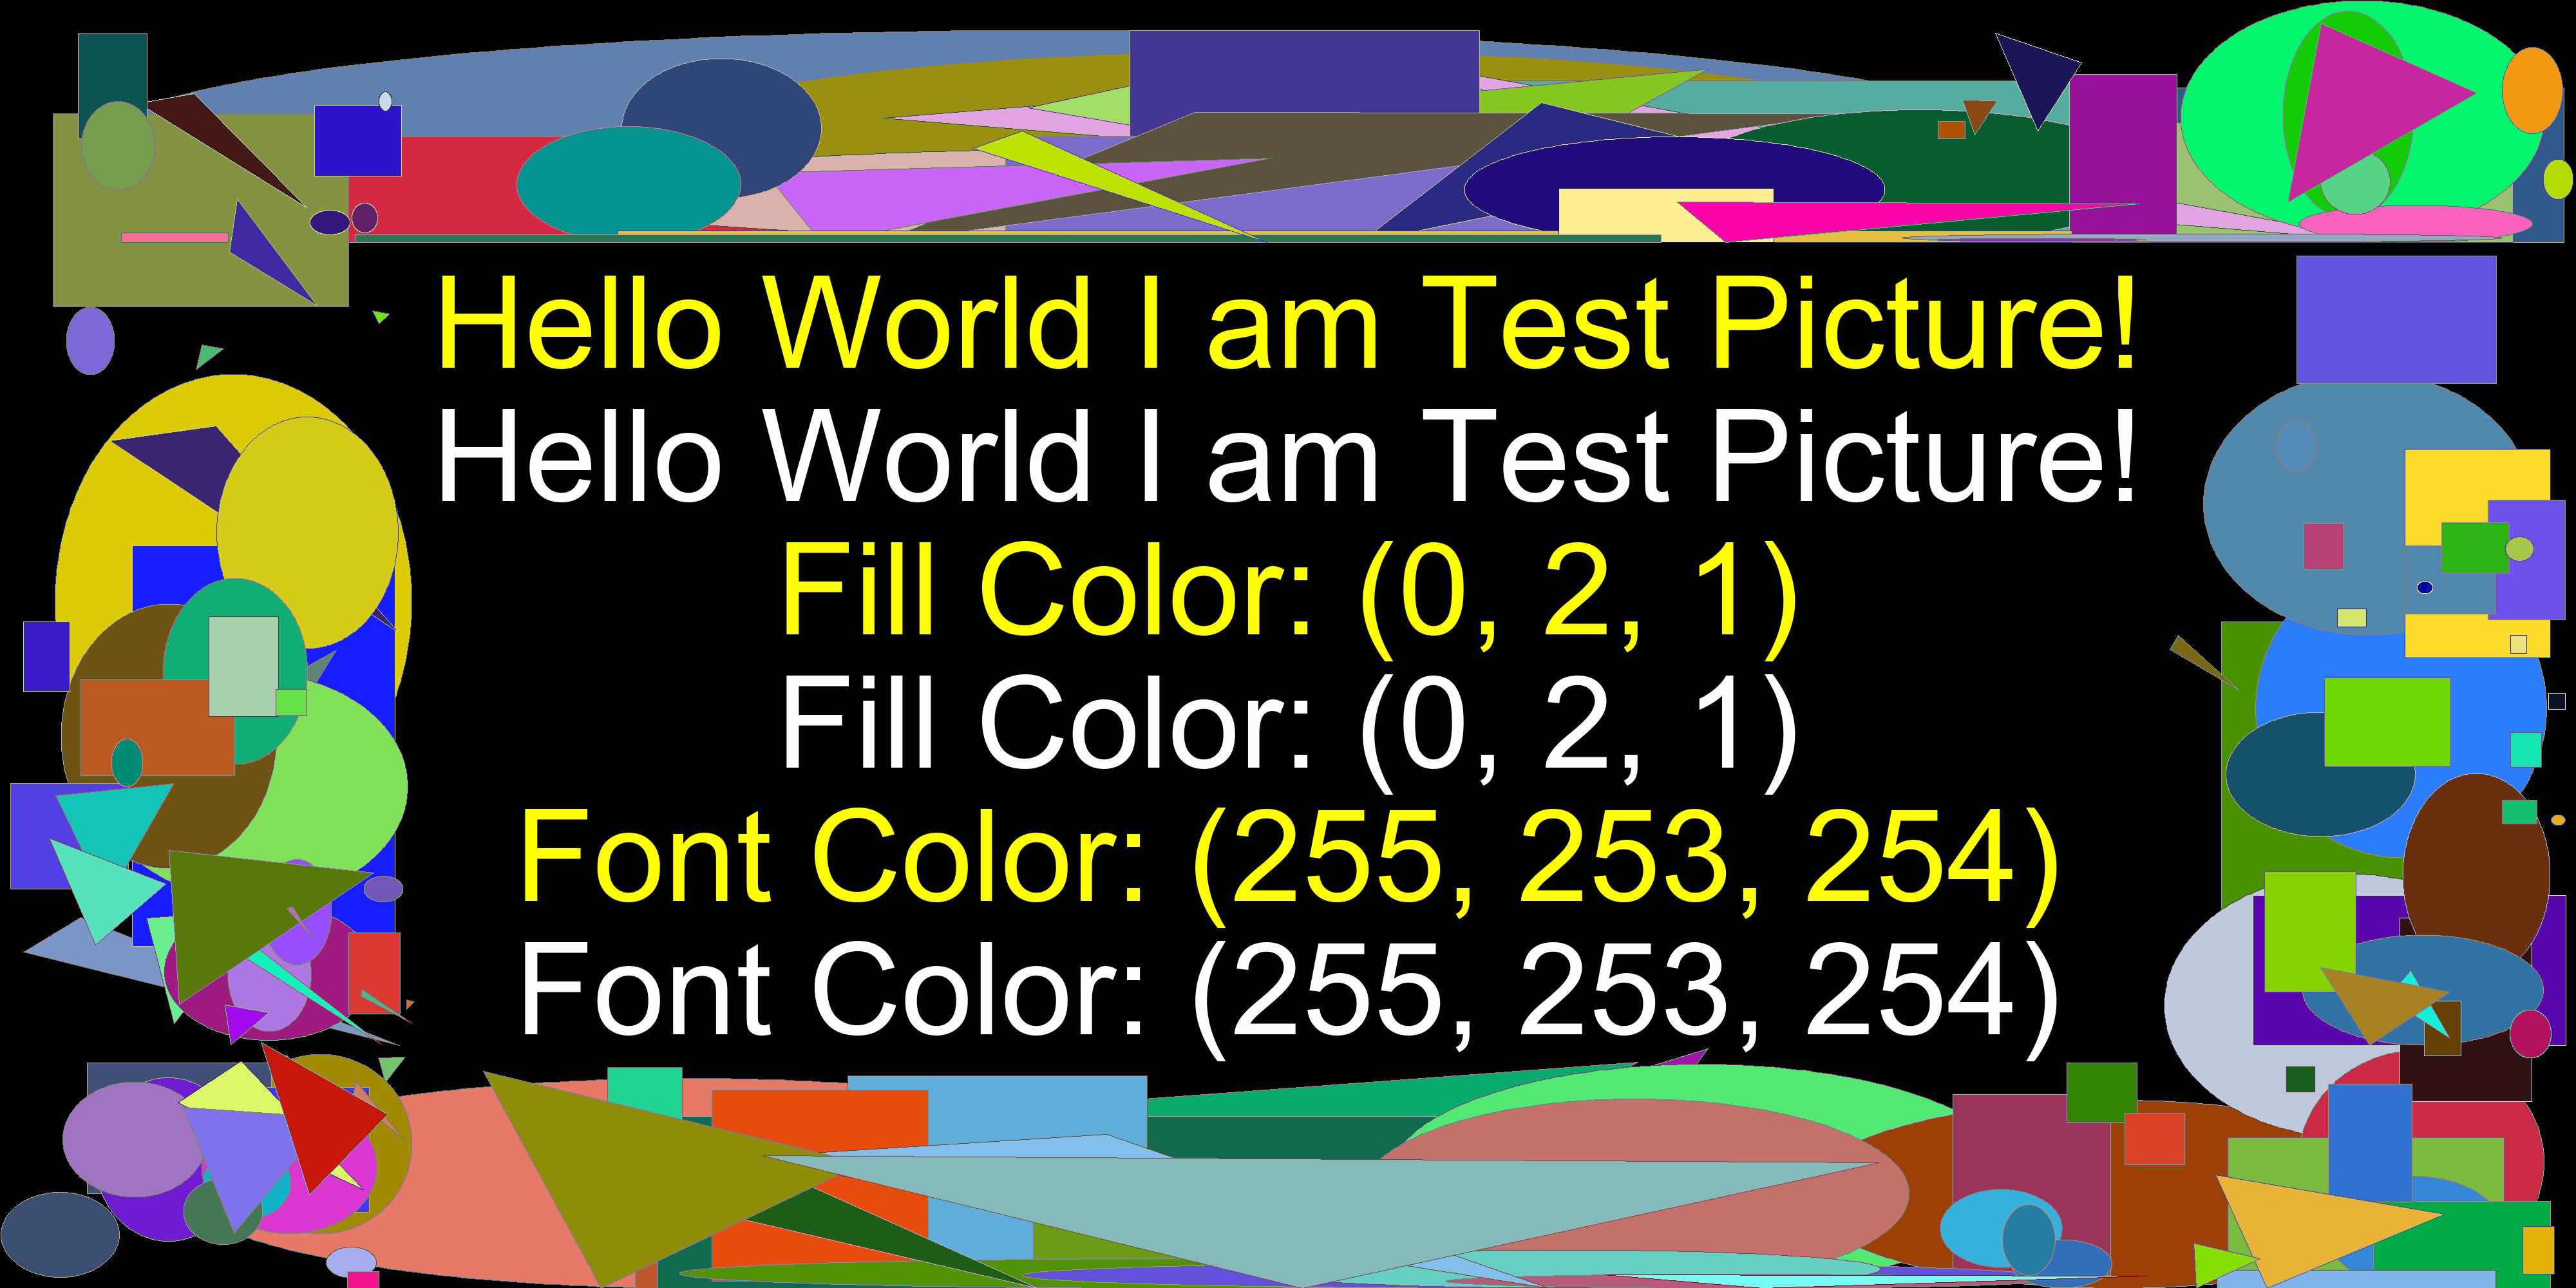 Hello World I am Test Picture!
Hello World I am Test Picture!
Fill Color: (0, 2, 1)
Fill Color: (0, 2, 1)
Font Color: (255, 253, 254)
Font Color: (255, 253, 254)